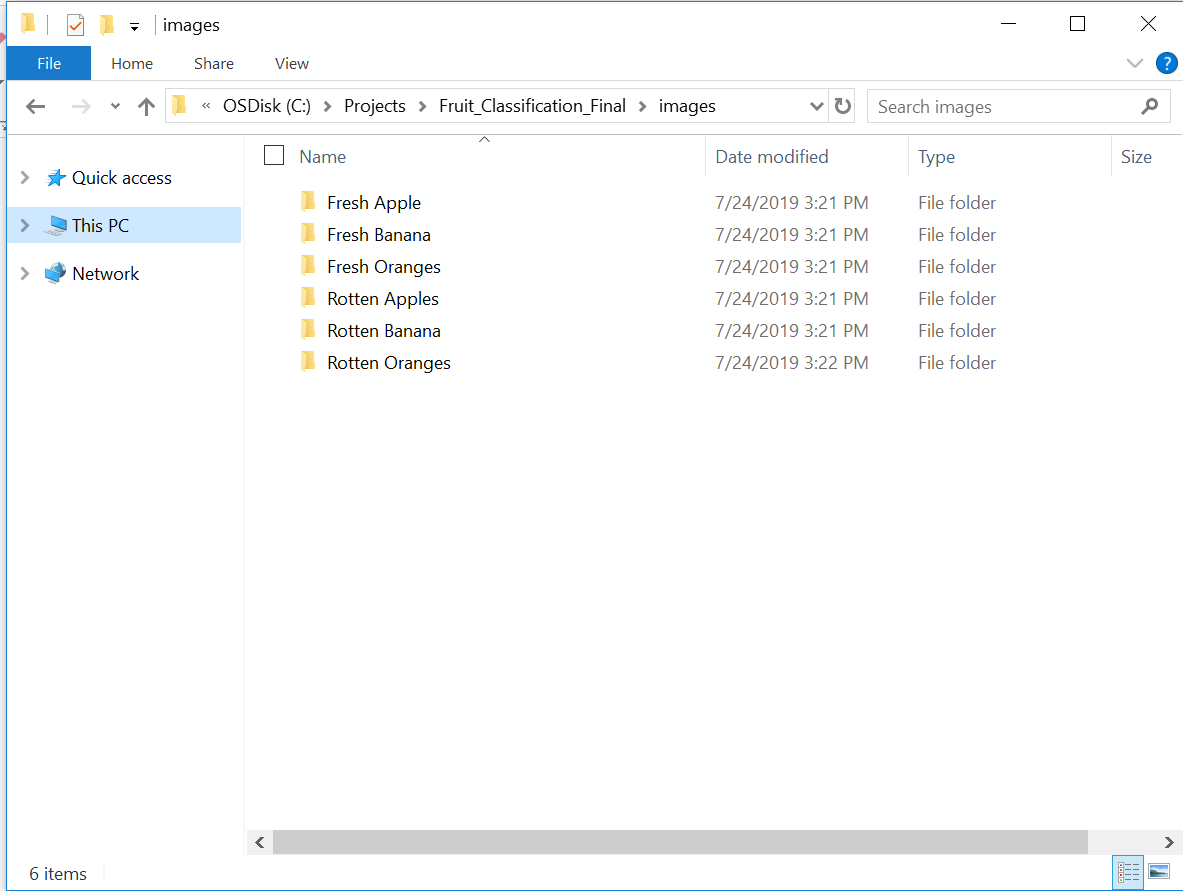 images
File Home Share View ?
« OSDisk (C:) > Projects > Fruit_Classification_Final > images Search images
Name Date modified Type Size
Quick access
This PC
Network
Fresh Apple 7/24/2019 3:21 PM File folder
Fresh Banana 7/24/2019 3:21 PM File folder
Fresh Oranges 7/24/2019 3:21 PM File folder
Rotten Apples 7/24/2019 3:21 PM File folder
Rotten Banana 7/24/2019 3:21 PM File folder
Rotten Oranges 7/24/2019 3:22 PM File folder
6 items